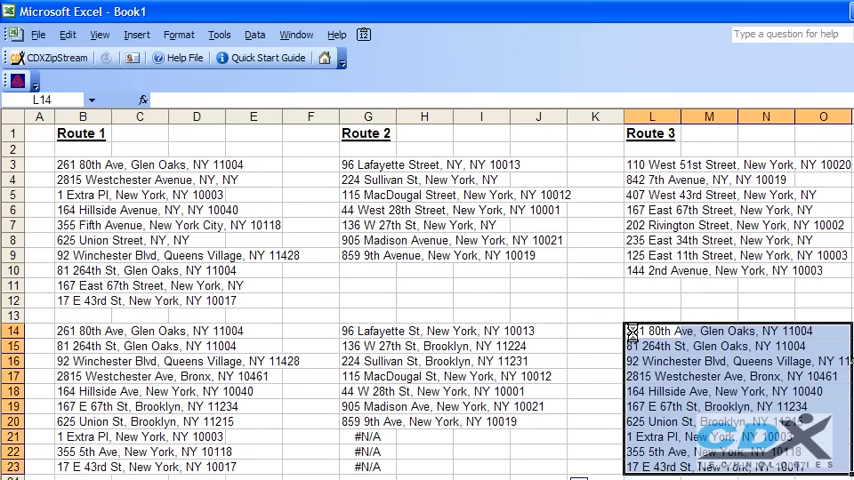 Microsoft Excel - Book1
File Edit View Insert Format Tools Data Window Help Type a question for help
CDXZipStream Help File Quick Start Guide
L14 fx
A B C D E F G H I J K L M N O
1 Route 1 Route 2 Route 3
2
3 261 80th Ave, Glen Oaks, NY 11004 96 Lafayette Street, NY, NY 10013 110 West 51st Street, New York, NY 10020
4 2815 Westchester Avenue, NY, NY 224 Sullivan St, New York, NY 842 7th Avenue, NY, NY 10019
5 1 Extra Pl, New York, NY 10003 115 MacDougal Street, New York, NY 10012 407 West 43rd Street, New York, NY
6 164 Hillside Avenue, NY, NY 10040 44 West 28th Street, New York, NY 10001 167 East 67th Street, New York, NY
7 355 Fifth Avenue, New York City, NY 10118 136 W 27th St, New York, NY 202 Rivington Street, New York, NY 10002
8 625 Union Street, NY, NY 905 Madison Avenue, New York, NY 10021 235 East 34th Street, New York, NY
9 92 Winchester Blvd, Queens Village, NY 11428 859 9th Avenue, New York, NY 10019 125 East 11th Street, New York, NY 10003
10 81 264th St, Glen Oaks, NY 11004 144 2nd Avenue, New York, NY 10003
11 167 East 67th Street, New York, NY
12 17 E 43rd St, New York, NY 10017
13
14 261 80th Ave, Glen Oaks, NY 11004 96 Lafayette St, New York, NY 10013 1 80th Ave, Glen Oaks, NY 11004
15 81 264th St, Glen Oaks, NY 11004 136 W 27th St, Brooklyn, NY 11224 81 264th St, Glen Oaks, NY 11004
16 92 Winchester Blvd, Queens Village, NY 11428 224 Sullivan St, Brooklyn, NY 11231 92 Winchester Blvd, Queens Village, NY
17 2815 Westchester Ave, Bronx, NY 10461 115 MacDougal St, New York, NY 10012 2815 Westchester Ave, Bronx, NY 10461
18 164 Hillside Ave, New York, NY 10040 44 W 28th St, New York, NY 10001 164 Hillside Ave, New York, NY 10040
19 167 E 67th St, Brooklyn, NY 11234 905 Madison Ave, New York, NY 10021 167 E 67th St, Brooklyn, NY 11234
20 625 Union St, Brooklyn, NY 11215 859 9th Ave, New York, NY 10019 625 Union St, Brooklyn, NY 11215
21 1 Extra Pl, New York, NY 10003 #N/A 1 Extra Pl, New York, NY 10003
22 355 5th Ave, New York, NY 10118 #N/A 355 5th Ave, New York, NY 10118
23 17 E 43rd St, New York, NY 10017 #N/A 17 E 43rd St, New York, NY 10017
CDX
TECHNOLOGIES